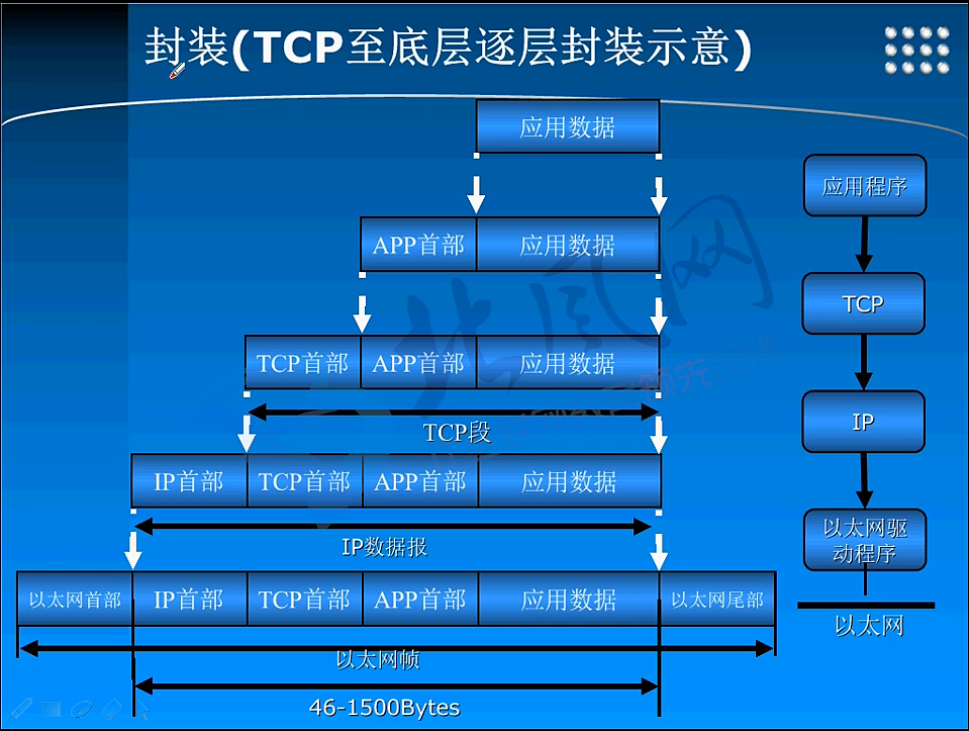 封装(TCP至底层逐层封装示意)
应用数据
应用程序
APP首部 应用数据
TCP
TCP首部 APP首部 应用数据
TCP段
IP
IP首部 TCP首部 APP首部 应用数据
IP数据报
以太网驱
动程序
以太网首部 IP首部 TCP首部 APP首部 应用数据 以太网尾部
以太网
以太网帧
46-1500Bytes
北风网